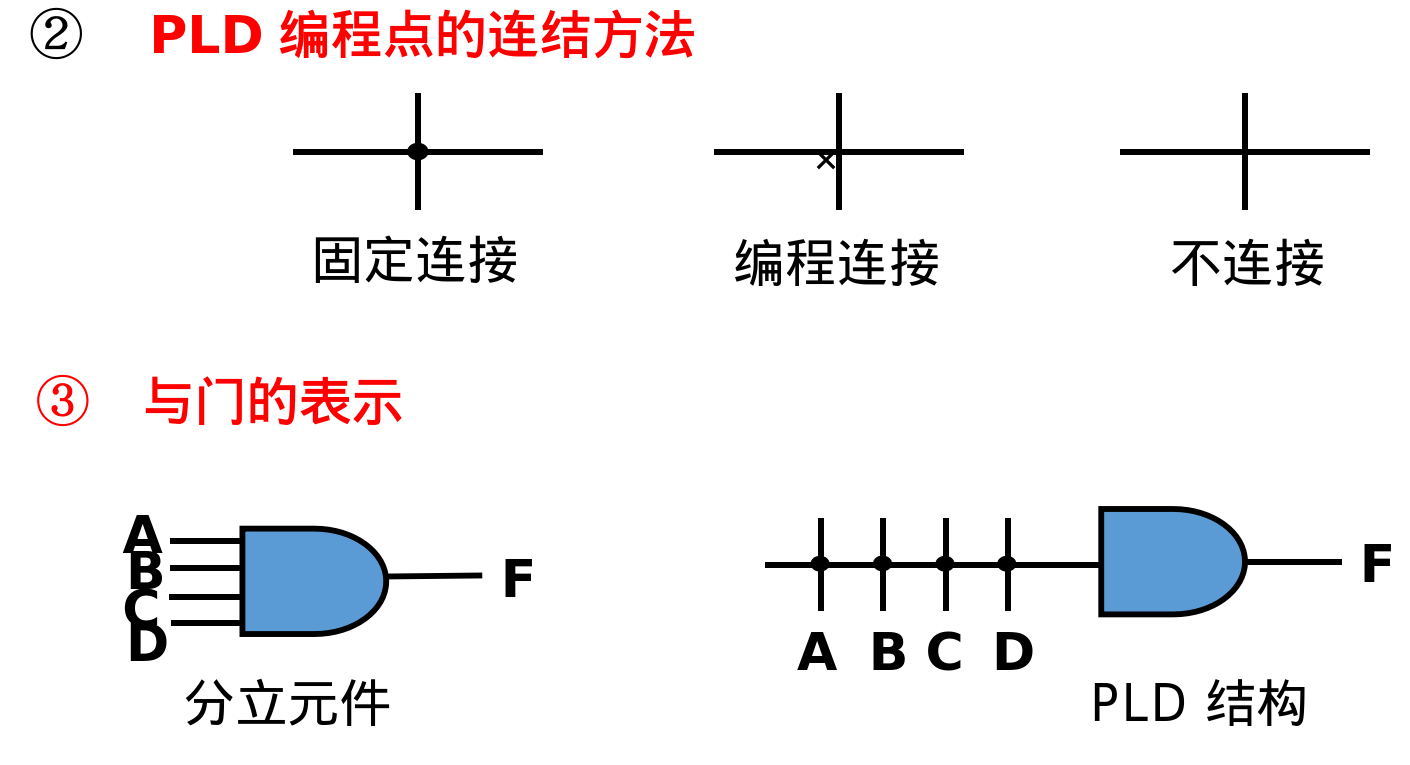 ② PLD 编程点的连结方法
×
固定连接 编程连接 不连接
③ 与门的表示
A
B
C
D
F
F
A B C D
分立元件 PLD 结构